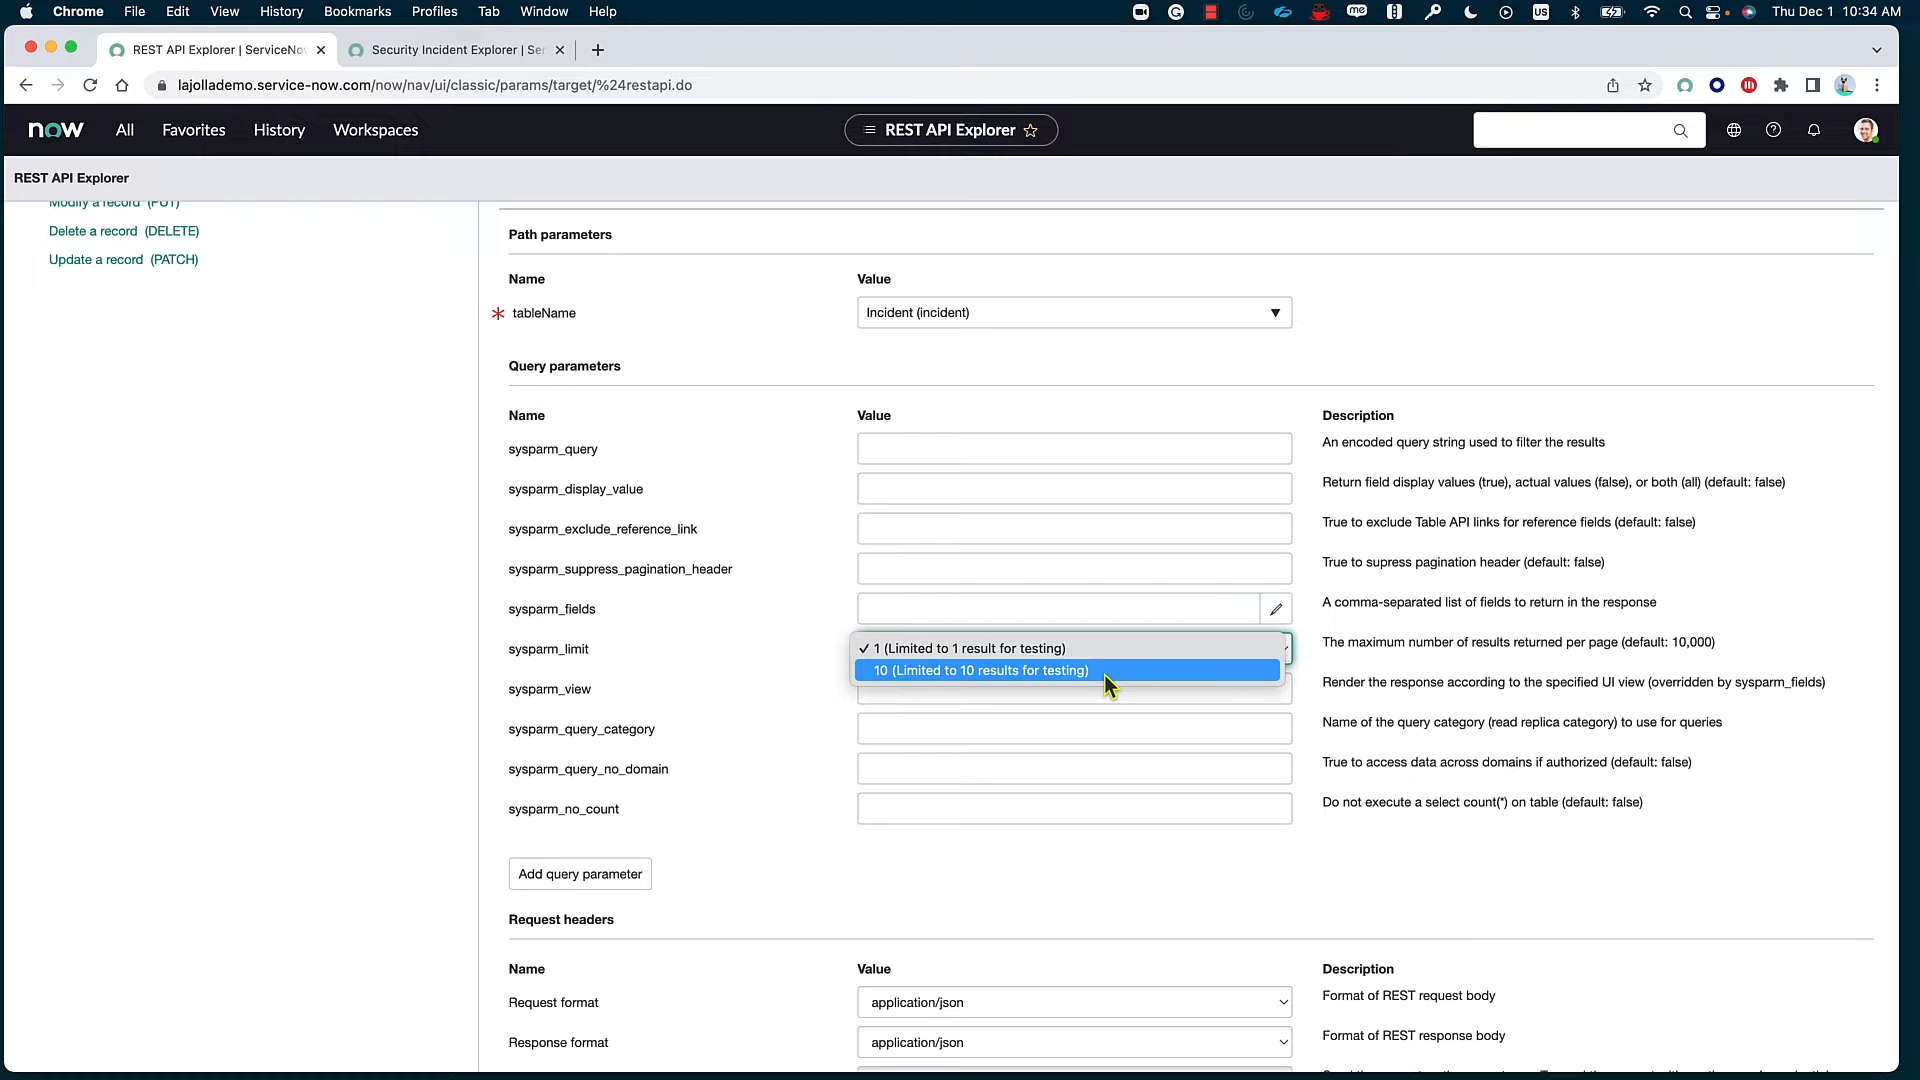 Chrome File Edit View History Bookmarks Profiles Tab Window Help me US Thu Dec 1 10:34 AM
REST API Explorer | ServiceNo Security Incident Explorer | Se
lajollademo.service-now.com/now/nav/ui/classic/params/target/%24restapi.do
now All Favorites History Workspaces REST API Explorer
REST API Explorer
Modify a record (PUT)
Delete a record (DELETE)
Update a record (PATCH)
Path parameters
Name Value
* tableName Incident (incident)
Query parameters
Name Value Description
sysparm_query An encoded query string used to filter the results
sysparm_display_value Return field display values (true), actual values (false), or both (all) (default: false)
sysparm_exclude_reference_link True to exclude Table API links for reference fields (default: false)
sysparm_suppress_pagination_header True to supress pagination header (default: false)
sysparm_fields A comma-separated list of fields to return in the response
sysparm_limit ✓ 1 (Limited to 1 result for testing) The maximum number of results returned per page (default: 10,000)
10 (Limited to 10 results for testing)
sysparm_view Render the response according to the specified UI view (overridden by sysparm_fields)
sysparm_query_category Name of the query category (read replica category) to use for queries
sysparm_query_no_domain True to access data across domains if authorized (default: false)
sysparm_no_count Do not execute a select count(*) on table (default: false)
Add query parameter
Request headers
Name Value Description
Request format application/json Format of REST request body
Response format application/json Format of REST response body